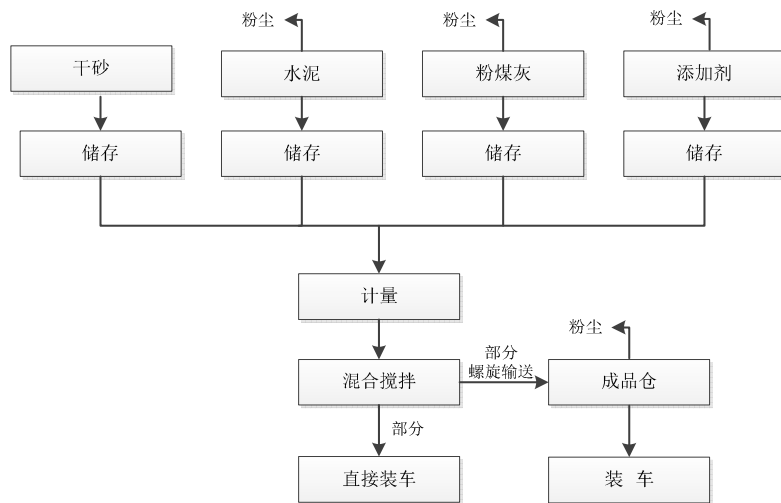 粉尘
粉尘
粉尘
干砂
水泥
粉煤灰
添加剂
储存
储存
储存
储存
计量
粉尘
混合搅拌
部分
螺旋输送
成品仓
部分
直接装车
装 车